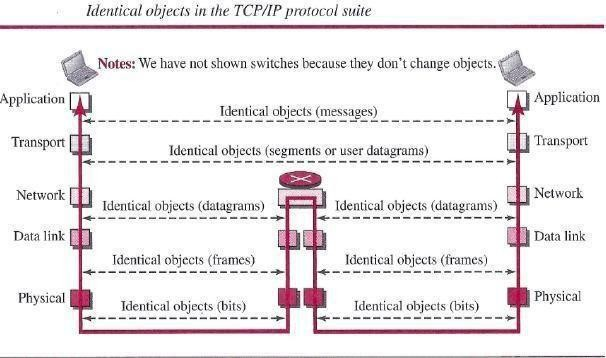 Identical objects in the TCP/IP protocol suite
Notes: We have not shown switches because they don't change objects.
Application
Application
Identical objects (messages)
Transport
Transport
Identical objects (segments or user datagrams)
Network
Network
Identical objects (datagrams)
Identical objects (datagrams)
Data link
Data link
Identical objects (frames)
Identical objects (frames)
Physical
Physical
Identical objects (bits)
Identical objects (bits)